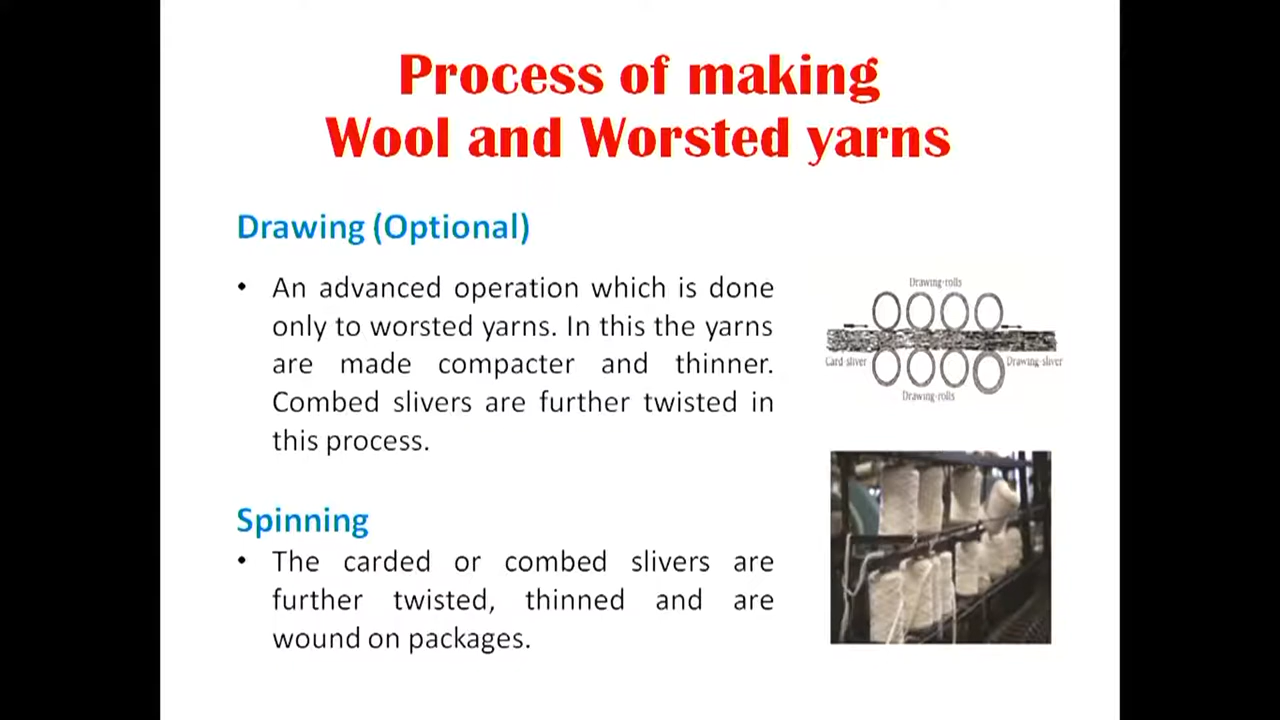 Process of making
Wool and Worsted yarns
Drawing (Optional)
• An advanced operation which is done
only to worsted yarns. In this the yarns
are made compacter and thinner.
Combed slivers are further twisted in
this process.
Drawing-rolls
Card-sliver
Drawing-sliver
Drawing-rolls
Spinning
• The carded or combed slivers are
further twisted, thinned and are
wound on packages.